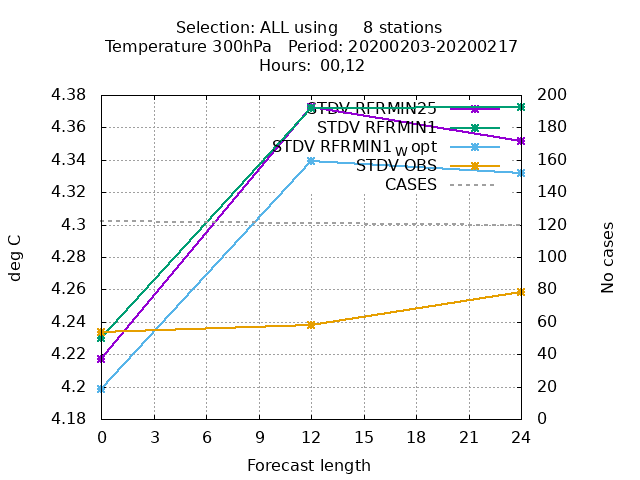 Selection: ALL using     8 stations
Temperature 300hPa   Period: 20200203-20200217
Hours: 00,12
4.38
4.36
4.34
4.32
4.3
4.28
4.26
4.24
4.22
4.2
4.18
deg C
STDV RFRMIN25
STDV RFRMIN1
STDV RFRMIN1w opt
STDV OBS
CASES
200
180
160
140
120
100
80
60
40
20
0
No cases
0 3 6 9 12 15 18 21 24
Forecast length